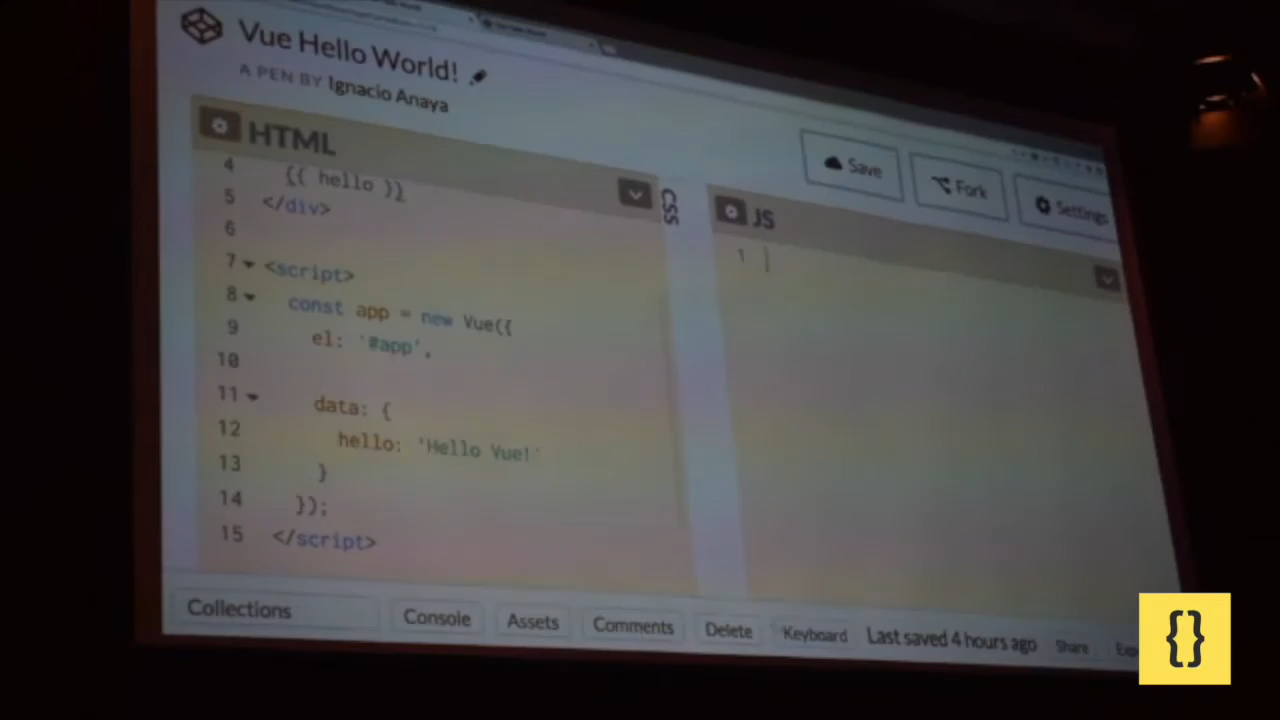 Vue Hello World!
A PEN BY Ignacio Anaya
Save
Fork
Settings
HTML
CSS
JS
4 {{ hello }}
5 </div>
6
7 <script>
8 const app = new Vue({
9 el: '#app',
10
11 data: {
12 hello: 'Hello Vue!'
13 }
14 });
15 </script>
1
Collections
Console
Assets
Comments
Delete
Keyboard
Last saved 4 hours ago
Share
{}